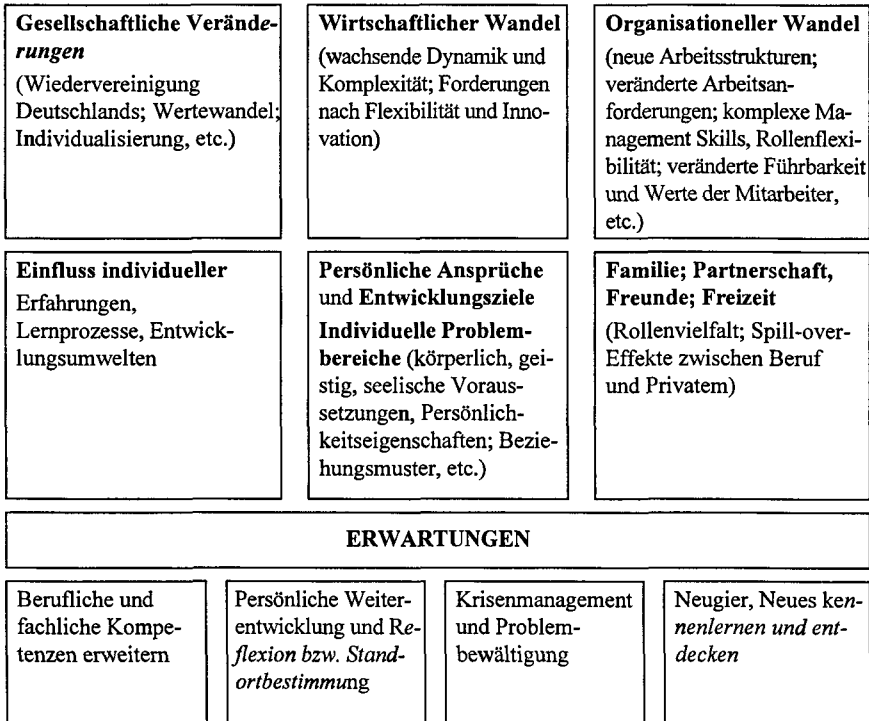 Gesellschaftliche Verände-
rungen
(Wiedervereinigung
Deutschlands; Wertewandel;
Individualisierung, etc.)
Wirtschaftlicher Wandel
(wachsende Dynamik und
Komplexität; Forderungen
nach Flexibilität und Inno-
vation)
Organisationeller Wandel
(neue Arbeitsstrukturen;
veränderte Arbeitsan-
forderungen; komplexe Ma-
nagement Skills, Rollenflexi-
bilität; veränderte Führbarkeit
und Werte der Mitarbeiter,
etc.)
Einfluss individueller
Erfahrungen,
Lernprozesse, Entwick-
lungsumwelten
Persönliche Ansprüche
und Entwicklungsziele
Individuelle Problem-
bereiche (körperlich, gei-
stig, seelische Voraus-
setzungen, Persönlich-
keitseigenschaften; Bezie-
hungsmuster, etc.)
Familie; Partnerschaft,
Freunde; Freizeit
(Rollenvielfalt; Spill-over-
Effekte zwischen Beruf
und Privatem)
ERWARTUNGEN
Berufliche und
fachliche Kompe-
tenzen erweitern
Persönliche Weiter-
entwicklung und Re-
flexion bzw. Stand-
ortbestimmung
Krisenmanagement
und Problem-
bewältigung
Neugier, Neues ken-
nenlernen und ent-
decken